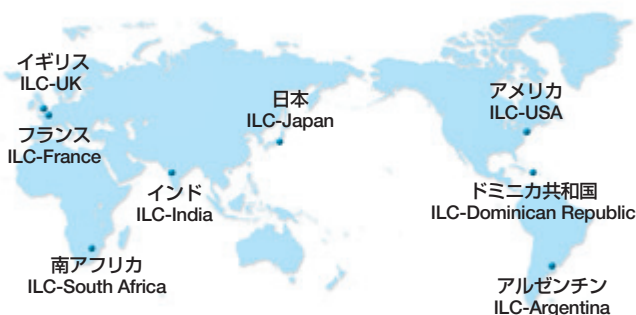 イギリス
ILC-UK
フランス
ILC-France
インド
ILC-India
南アフリカ
ILC-South Africa
日本
ILC-Japan
アメリカ
ILC-USA
ドミニカ共和国
ILC-Dominican Republic
アルゼンチン
ILC-Argentina